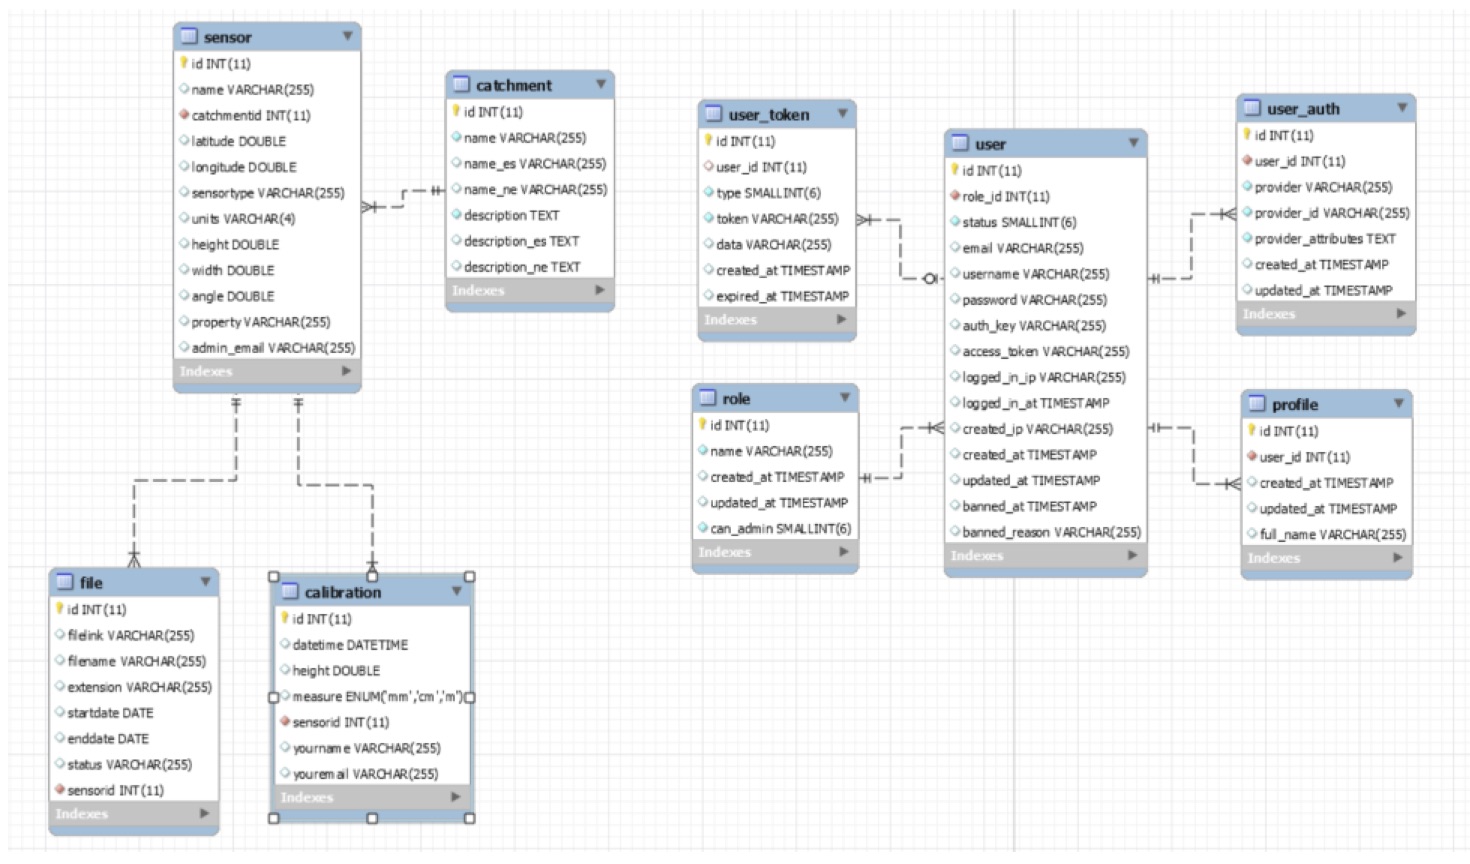 sensor
id INT(11)
name VARCHAR(255)
catchmentid INT(11)
latitude DOUBLE
longitude DOUBLE
sensortype VARCHAR(255)
units VARCHAR(4)
height DOUBLE
width DOUBLE
angle DOUBLE
property VARCHAR(255)
admin_email VARCHAR(255)
Indexes
catchment
id INT(11)
name VARCHAR(255)
name_es VARCHAR(255)
name_ne VARCHAR(255)
description TEXT
description_es TEXT
description_ne TEXT
Indexes
user_token
id INT(11)
user_id INT(11)
type SMALLINT(6)
token VARCHAR(255)
data VARCHAR(255)
created_at TIMESTAMP
expired_at TIMESTAMP
Indexes
user
id INT(11)
role_id INT(11)
status SMALLINT(6)
email VARCHAR(255)
username VARCHAR(255)
password VARCHAR(255)
auth_key VARCHAR(255)
access_token VARCHAR(255)
logged_in_ip VARCHAR(255)
logged_in_at TIMESTAMP
created_ip VARCHAR(255)
created_at TIMESTAMP
updated_at TIMESTAMP
banned_at TIMESTAMP
banned_reason VARCHAR(255)
Indexes
user_auth
id INT(11)
user_id INT(11)
provider VARCHAR(255)
provider_id VARCHAR(255)
provider_attributes TEXT
created_at TIMESTAMP
updated_at TIMESTAMP
Indexes
role
id INT(11)
name VARCHAR(255)
created_at TIMESTAMP
updated_at TIMESTAMP
can_admin SMALLINT(6)
Indexes
profile
id INT(11)
user_id INT(11)
created_at TIMESTAMP
updated_at TIMESTAMP
full_name VARCHAR(255)
Indexes
file
id INT(11)
filelink VARCHAR(255)
filename VARCHAR(255)
extension VARCHAR(255)
startdate DATE
enddate DATE
status VARCHAR(255)
sensorid INT(11)
Indexes
calibration
id INT(11)
datetime DATETIME
height DOUBLE
measure ENUM('mm','cm','m')
sensorid INT(11)
yourname VARCHAR(255)
youremail VARCHAR(255)
Indexes